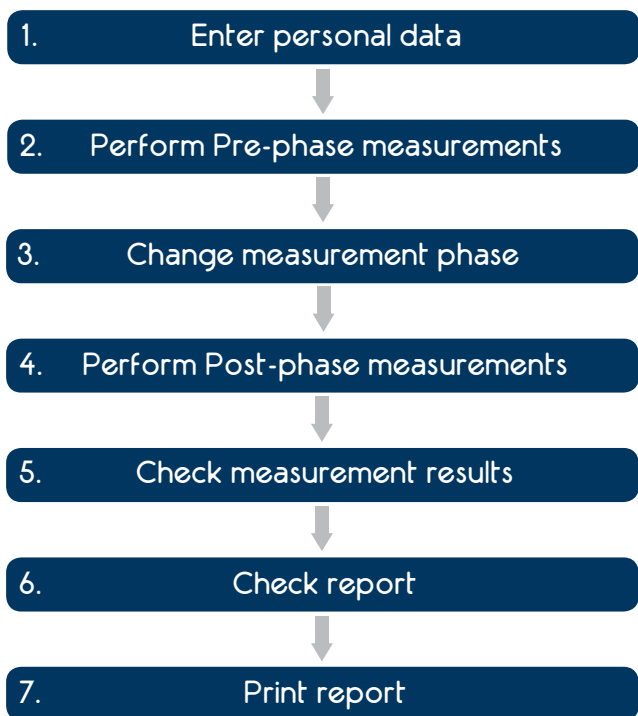 1. Enter personal data
2. Perform Pre-phase measurements
3. Change measurement phase
4. Perform Post-phase measurements
5. Check measurement results
6. Check report
7. Print report